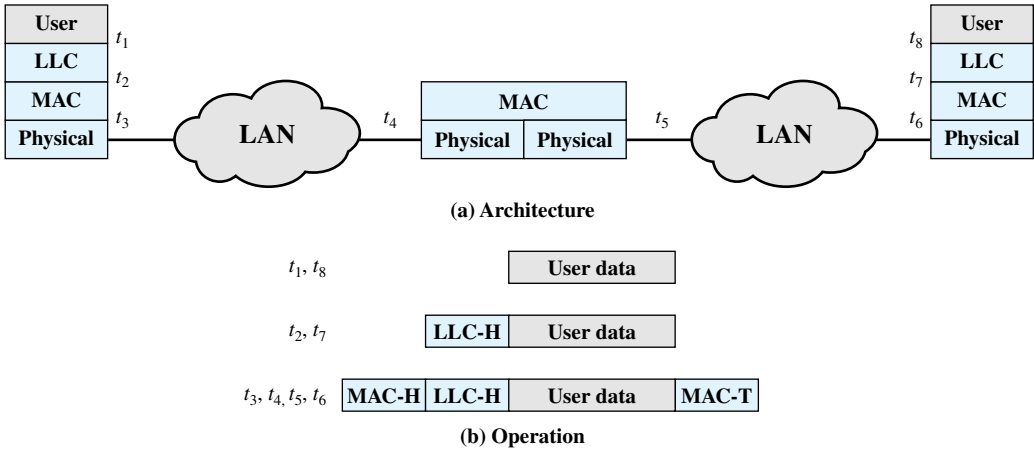 User
t1
LLC
t2
MAC
t3
Physical
LAN
t4
MAC
Physical Physical
t5
LAN
User
t8
LLC
t7
MAC
t6
Physical
(a) Architecture
t1, t8 User data
t2, t7 LLC-H User data
t3, t4, t5, t6 MAC-H LLC-H User data MAC-T
(b) Operation